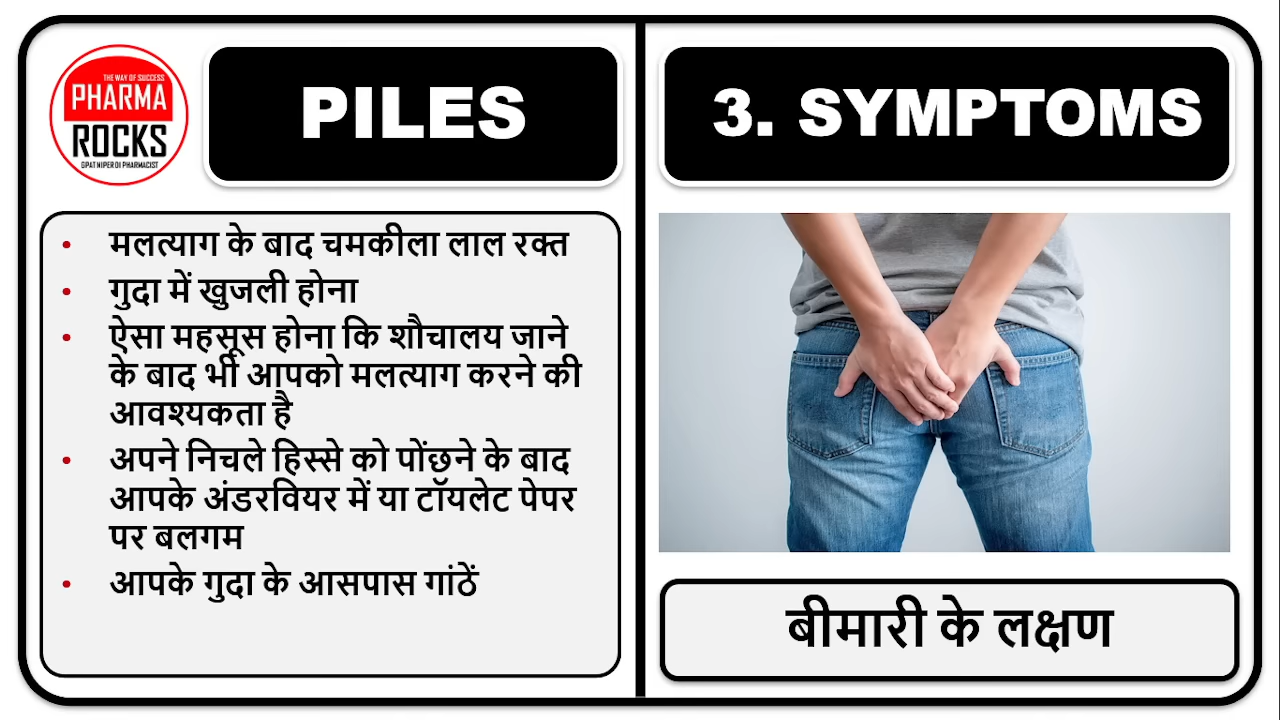 THE WAY OF SUCCESS
PHARMA
ROCKS
GPAT NIPER DI PHARMACIST
PILES
3. SYMPTOMS
• मलत्याग के बाद चमकीला लाल रक्त
• गुदा में खुजली होना
• ऐसा महसूस होना कि शौचालय जाने
के बाद भी आपको मलत्याग करने की
आवश्यकता है
• अपने निचले हिस्से को पोंछने के बाद
आपके अंडरवियर में या टॉयलेट पेपर
पर बलगम
• आपके गुदा के आसपास गांठें
बीमारी के लक्षण